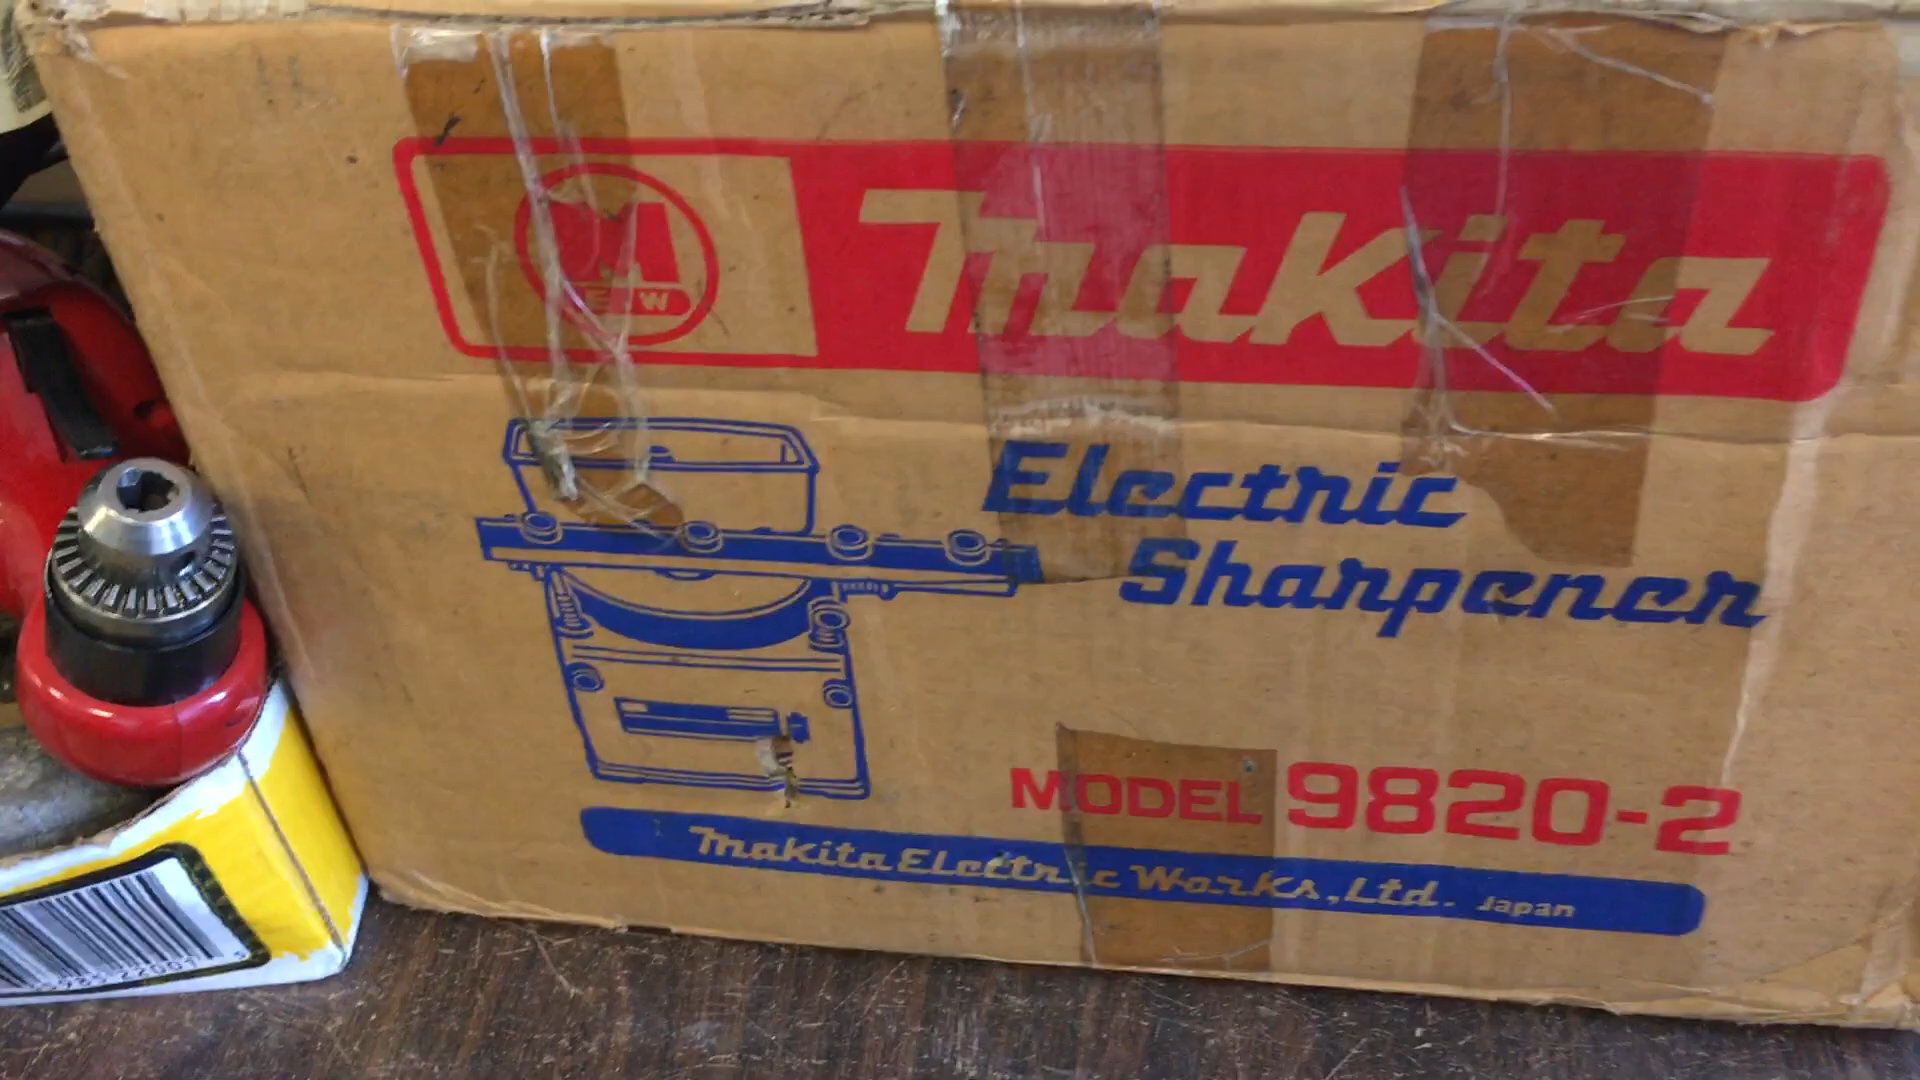 Makita
Electric
Sharpener
MODEL 9820-2
Makita Electric Works, Ltd. Japan